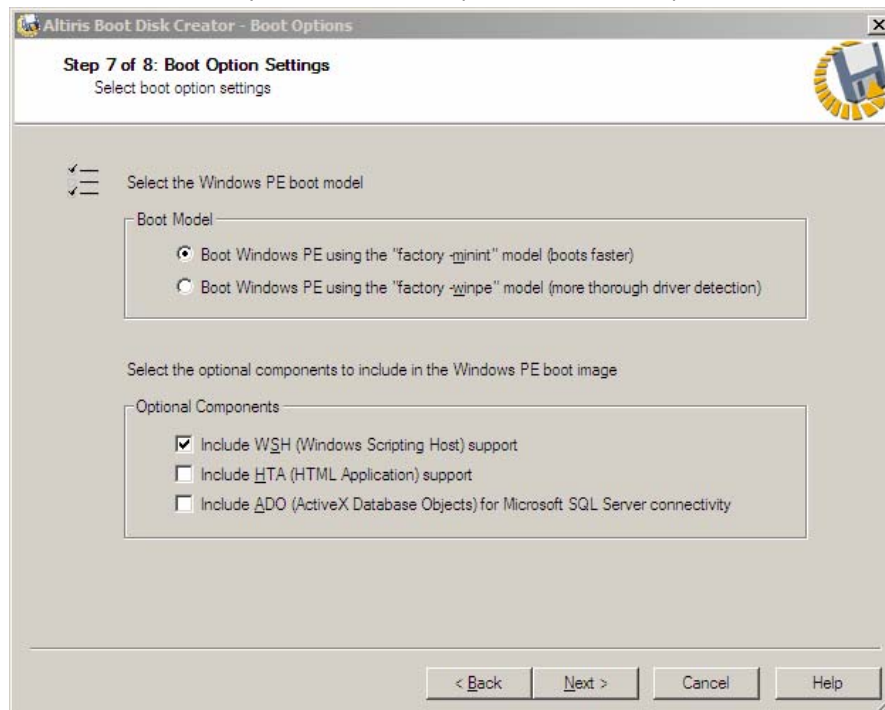 Altiris Boot Disk Creator - Boot Options
Step 7 of 8: Boot Option Settings
Select boot option settings
Select the Windows PE boot model
Boot Model
Boot Windows PE using the "factory -minint" model (boots faster)
Boot Windows PE using the "factory -winpe" model (more thorough driver detection)
Select the optional components to include in the Windows PE boot image
Optional Components
Include WSH (Windows Scripting Host) support
Include HTA (HTML Application) support
Include ADO (ActiveX Database Objects) for Microsoft SQL Server connectivity
< Back Next > Cancel Help